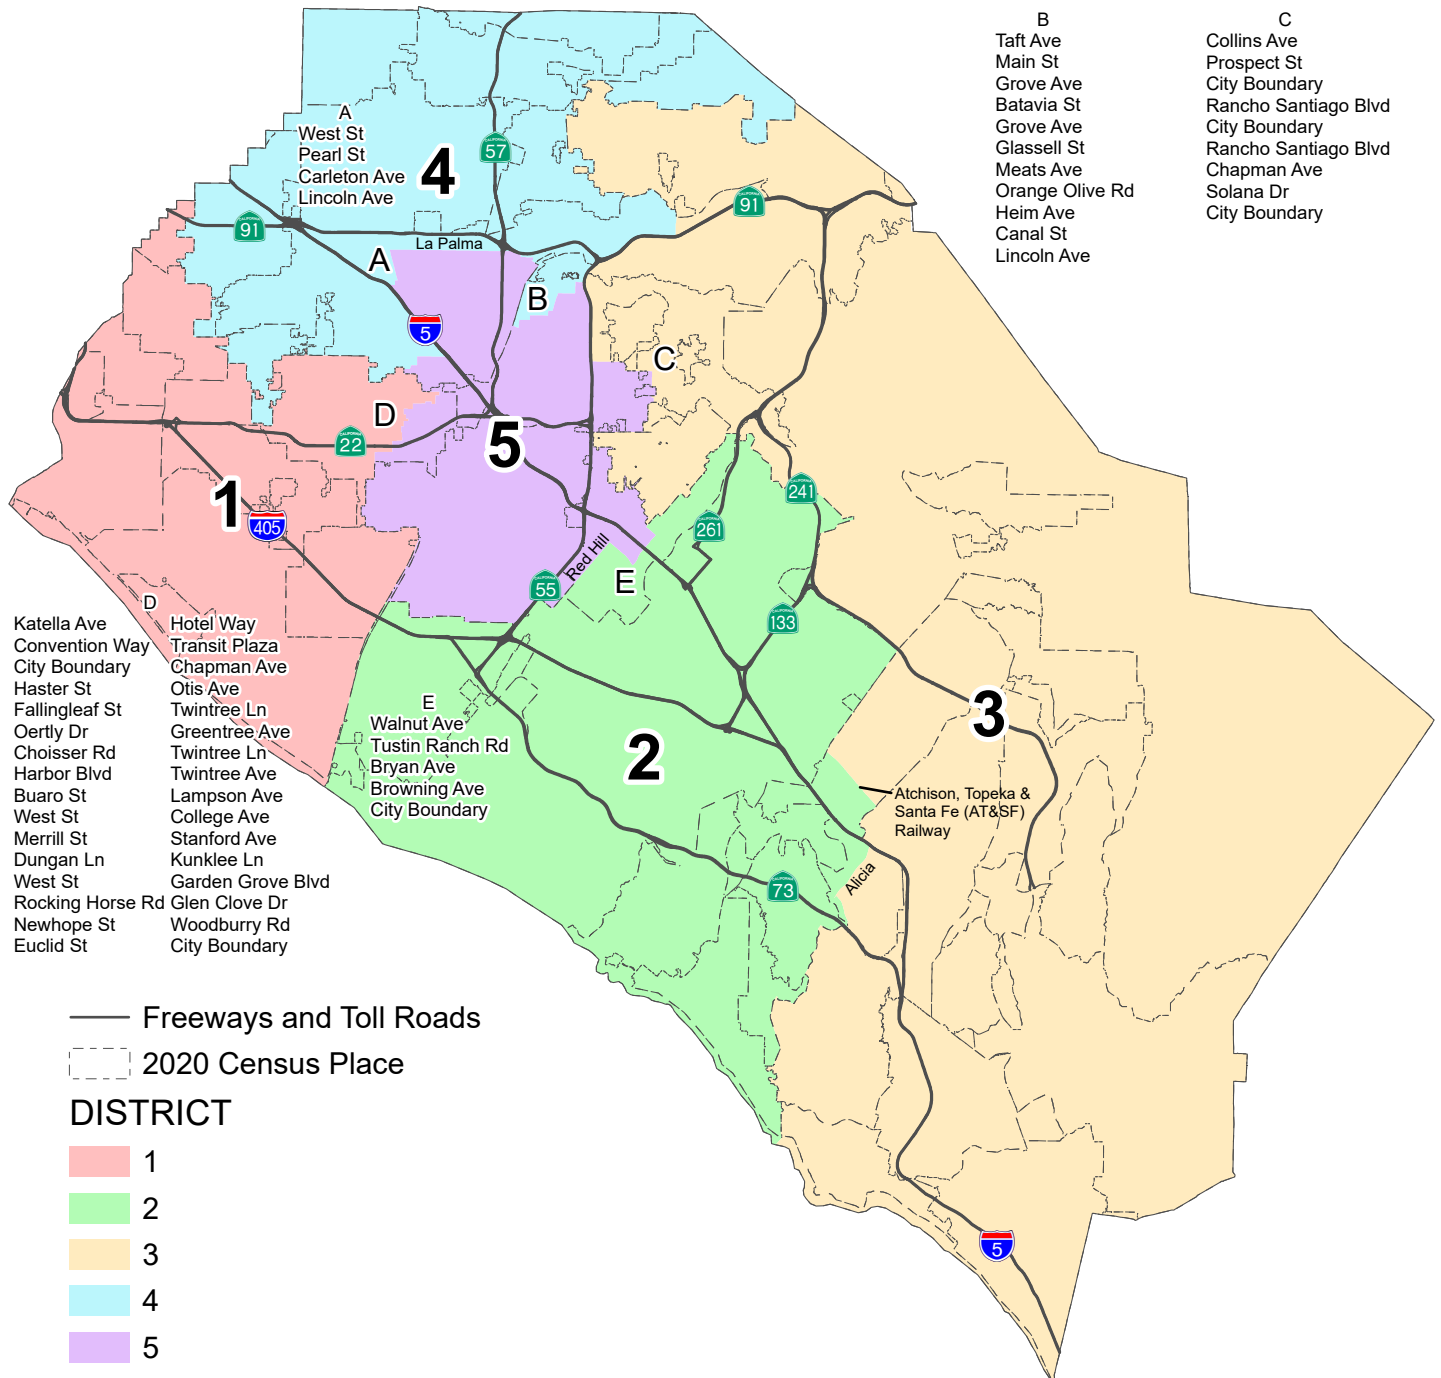 B
Taft Ave
Main St
Grove Ave
Batavia St
Grove Ave
Glassell St
Meats Ave
Orange Olive Rd
Heim Ave
Canal St
Lincoln Ave
C
Collins Ave
Prospect St
City Boundary
Rancho Santiago Blvd
City Boundary
Rancho Santiago Blvd
Chapman Ave
Solana Dr
City Boundary
A
West St
Pearl St
Carleton Ave
Lincoln Ave
4
CALIFORNIA
57
CALIFORNIA
91
CALIFORNIA
91
La Palma
A
B
5
C
D
CALIFORNIA
22
5
1
405
CALIFORNIA
241
CALIFORNIA
261
Red Hill
E
CALIFORNIA
55
CALIFORNIA
133
3
2
D
Katella Ave
Convention Way
City Boundary
Haster St
Fallingleaf St
Oertly Dr
Choisser Rd
Harbor Blvd
Buaro St
West St
Merrill St
Dungan Ln
West St
Rocking Horse Rd
Newhope St
Euclid St
Hotel Way
Transit Plaza
Chapman Ave
Otis Ave
Twintree Ln
Greentree Ave
Twintree Ln
Twintree Ave
Lampson Ave
College Ave
Stanford Ave
Kunklee Ln
Garden Grove Blvd
Glen Clove Dr
Woodburry Rd
City Boundary
E
Walnut Ave
Tustin Ranch Rd
Bryan Ave
Browning Ave
City Boundary
Atchison, Topeka &
Santa Fe (AT&SF)
Railway
Alicia
CALIFORNIA
73
5
Freeways and Toll Roads
2020 Census Place
DISTRICT
1
2
3
4
5